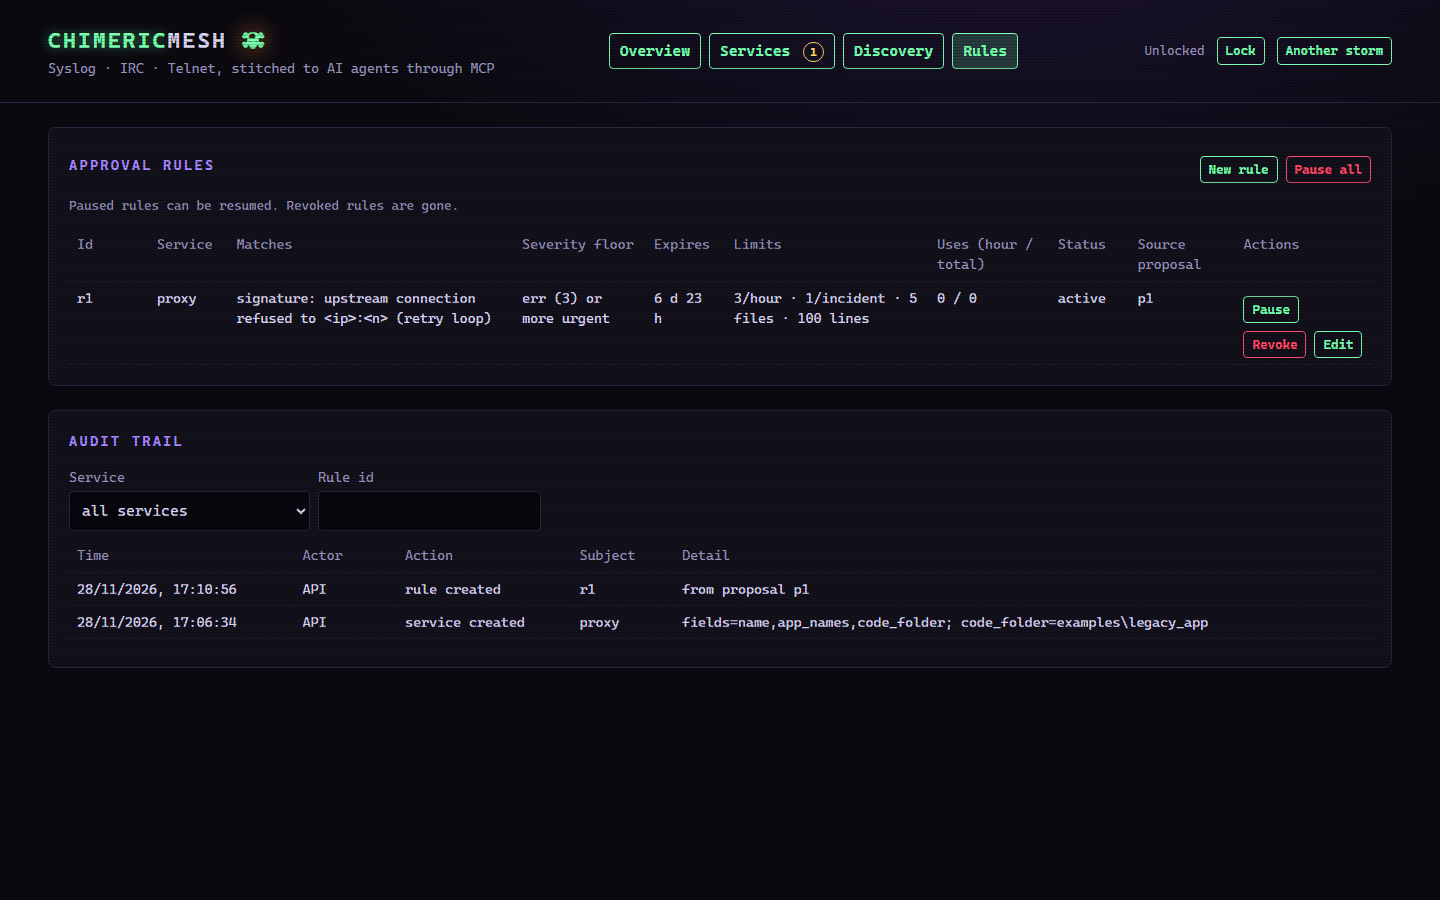 CHIMERICMESH
Syslog · IRC · Telnet, stitched to AI agents through MCP
Overview
Services 1
Discovery
Rules
Unlocked
Lock
Another storm
APPROVAL RULES
New rule
Pause all
Paused rules can be resumed. Revoked rules are gone.
Id Service Matches Severity floor Expires Limits Uses (hour / total) Status Source proposal Actions
r1 proxy signature: upstream connection refused to <ip>:<n> (retry loop) err (3) or more urgent 6 d 23 h 3/hour · 1/incident · 5 files · 100 lines 0 / 0 active p1
Pause
Revoke Edit
AUDIT TRAIL
Service Rule id
all services
Time Actor Action Subject Detail
28/11/2026, 17:10:56 API rule created r1 from proposal p1
28/11/2026, 17:06:34 API service created proxy fields=name,app_names,code_folder; code_folder=examples\legacy_app